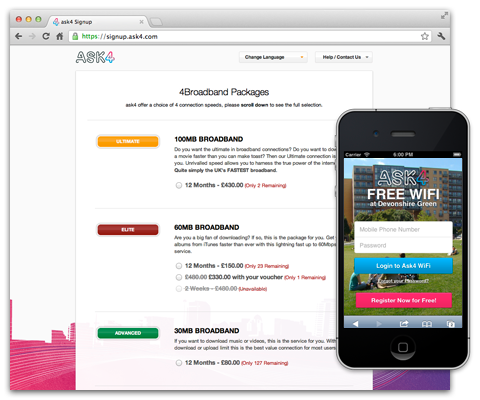 ask4 Signup
https://signup.ask4.com
ASK4
Change Language
Help / Contact Us
4Broadband Packages
ask4 offer a choice of 4 connection speeds, please scroll down to see the full selection.
ULTIMATE
100MB BROADBAND
Do you want the ultimate in broadband connections? Do you want to do
a movie faster than you can make toast? Then our Ultimate connection is
you. Unrivalled speed allows you to harness the true power of the intern
Quite simply the UK's FASTEST broadband.
12 Months - £430.00 (Only 2 Remaining)
ELITE
60MB BROADBAND
Are you a big fan of downloading? If so, this is the package for you. Get
albums from iTunes faster than ever with this lightning fast up to 60Mbps
service.
12 Months - £150.00 (Only 23 Remaining)
£480.00 £330.00 with your voucher (Only 1 Remaining)
2 Weeks - £480.00 (Unavailable)
ADVANCED
30MB BROADBAND
If you want to download music or videos, this is the service for you. With
download or upload limit this is the best value connection for most users
12 Months - £80.00 (Only 127 Remaining)
Carrier
6:00 PM
ASK4
FREE WIFI
at Devonshire Green
Mobile Phone Number
Password
Login to Ask4 WiFi
Forgot your Password?
Register Now for Free!